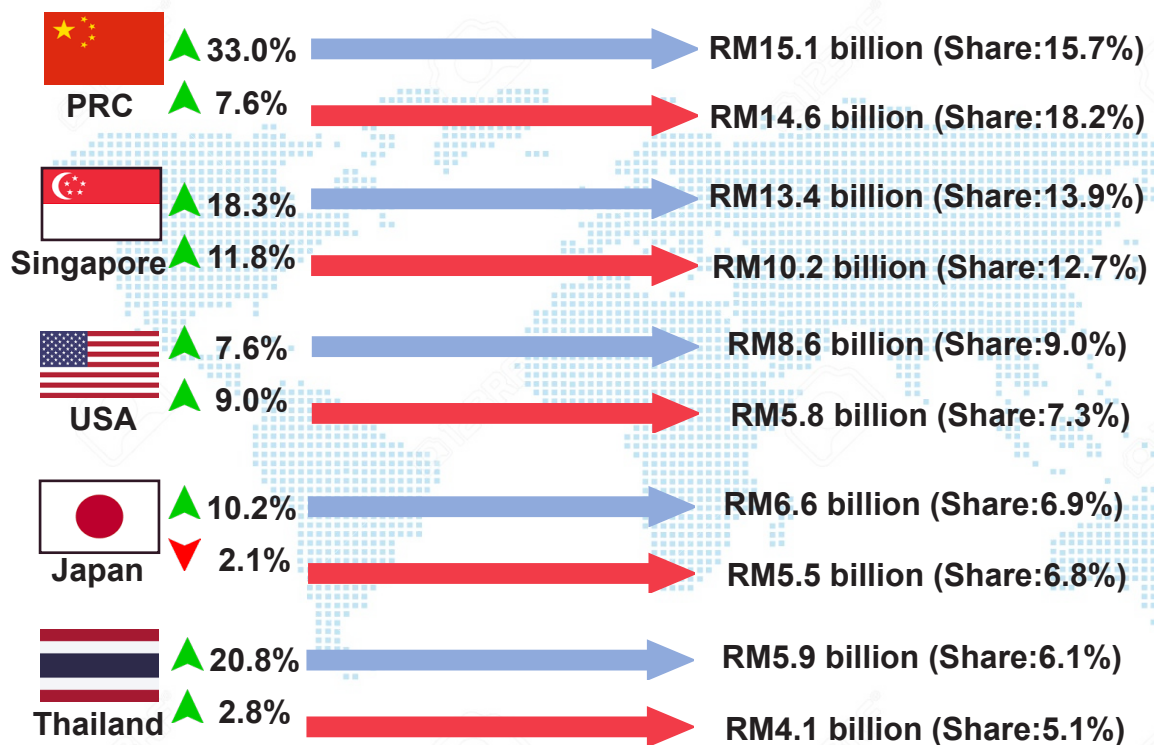 33.0% RM15.1 billion (Share:15.7%)
PRC 7.6% RM14.6 billion (Share:18.2%)
18.3% RM13.4 billion (Share:13.9%)
Singapore 11.8% RM10.2 billion (Share:12.7%)
7.6% RM8.6 billion (Share:9.0%)
USA 9.0% RM5.8 billion (Share:7.3%)
10.2% RM6.6 billion (Share:6.9%)
Japan 2.1% RM5.5 billion (Share:6.8%)
20.8% RM5.9 billion (Share:6.1%)
Thailand 2.8% RM4.1 billion (Share:5.1%)